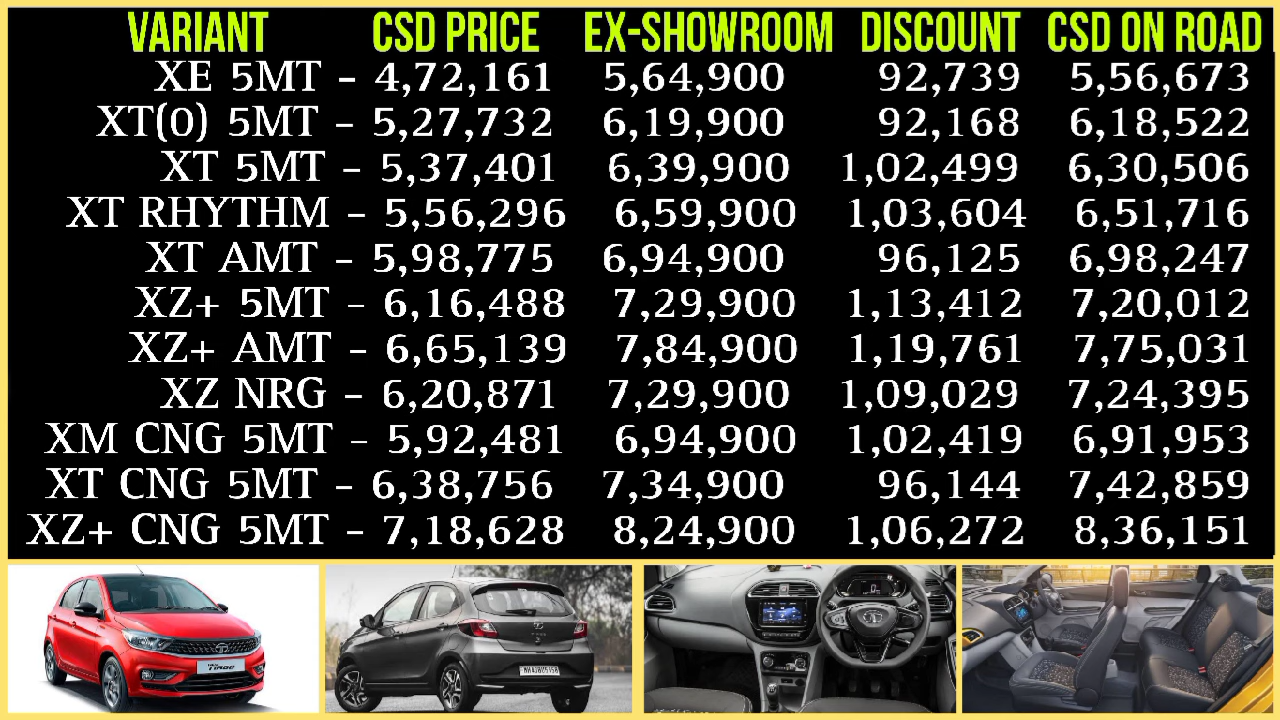 VARIANT CSD PRICE EX-SHOWROOM DISCOUNT CSD ON ROAD
XE 5MT - 4,72,161 5,64,900 92,739 5,56,673
XT(O) 5MT - 5,27,732 6,19,900 92,168 6,18,522
XT 5MT - 5,37,401 6,39,900 1,02,499 6,30,506
XT RHYTHM - 5,56,296 6,59,900 1,03,604 6,51,716
XT AMT - 5,98,775 6,94,900 96,125 6,98,247
XZ+ 5MT - 6,16,488 7,29,900 1,13,412 7,20,012
XZ+ AMT - 6,65,139 7,84,900 1,19,761 7,75,031
XZ NRG - 6,20,871 7,29,900 1,09,029 7,24,395
XM CNG 5MT - 5,92,481 6,94,900 1,02,419 6,91,953
XT CNG 5MT - 6,38,756 7,34,900 96,144 7,42,859
XZ+ CNG 5MT - 7,18,628 8,24,900 1,06,272 8,36,151
TIAGO